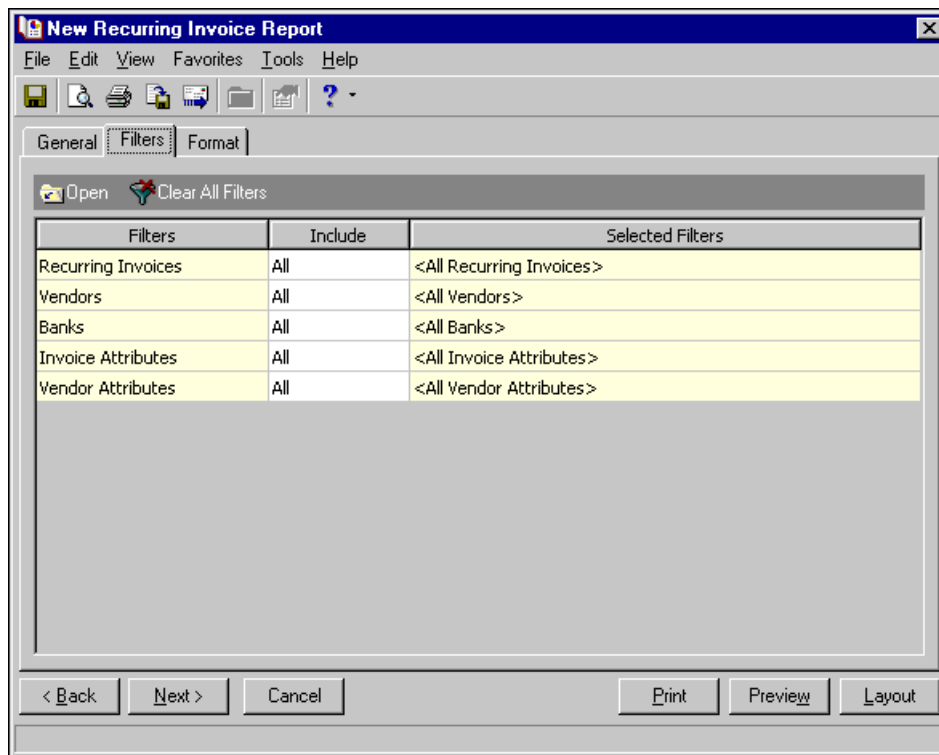 New Recurring Invoice Report
File Edit View Favorites Tools Help
General Filters Format
Open Clear All Filters
Filters Include Selected Filters
Recurring Invoices All <All Recurring Invoices>
Vendors All <All Vendors>
Banks All <All Banks>
Invoice Attributes All <All Invoice Attributes>
Vendor Attributes All <All Vendor Attributes>
< Back Next > Cancel Print Preview Layout